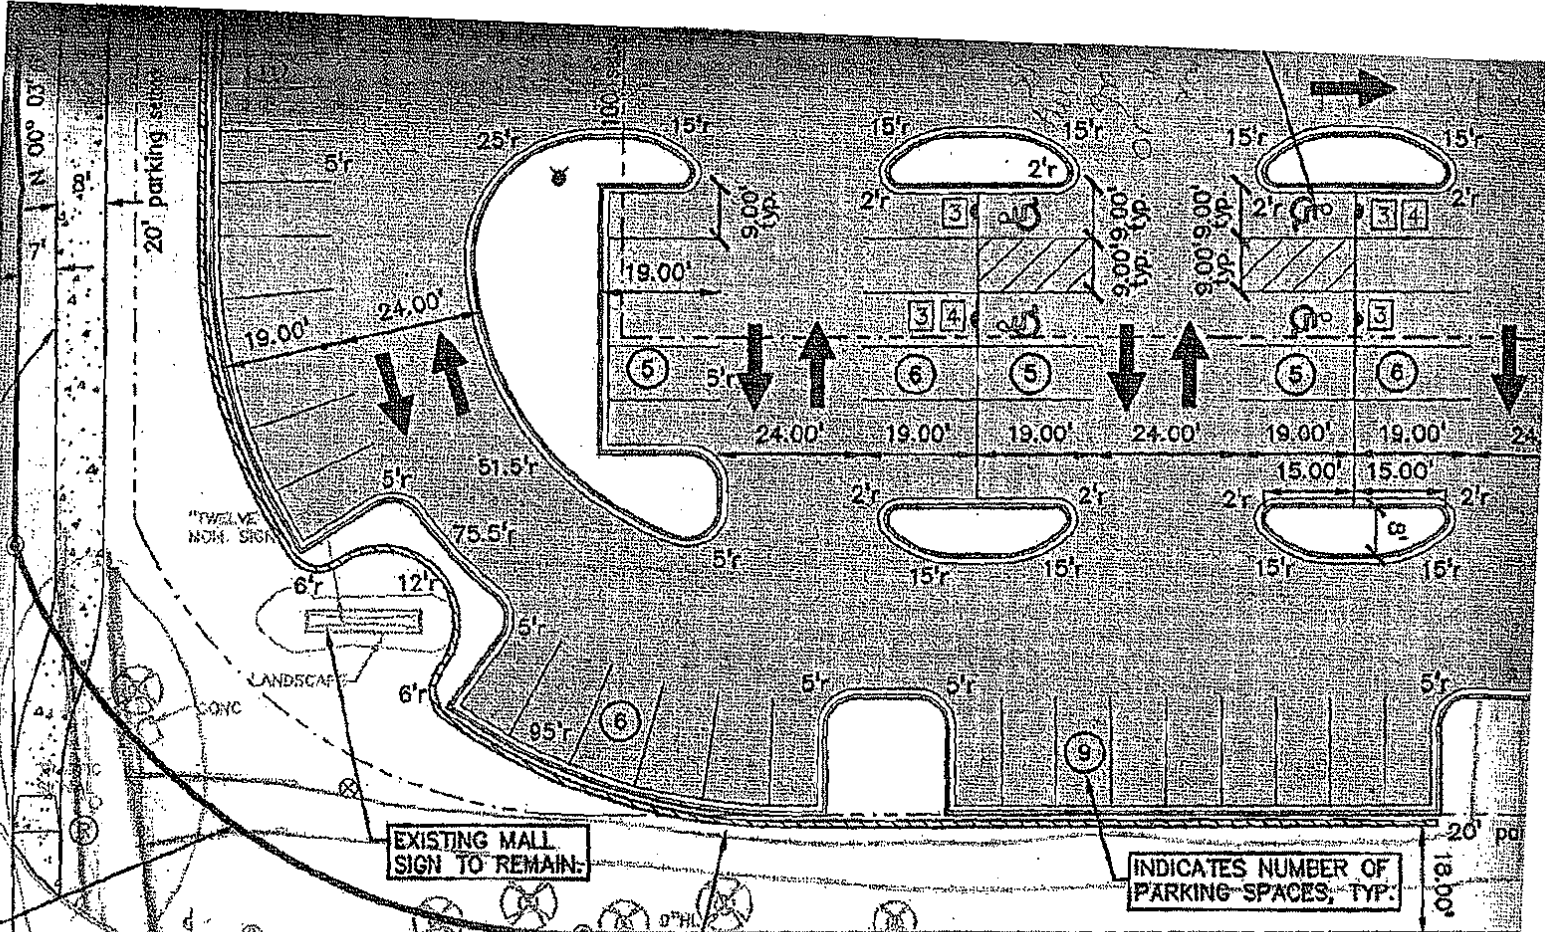 N 00° 03'
8'
7'
20' parking
(11)
5'r
25'r
15'r
15'r
15'r
15'r
15'r
2'r
2'r
2'r
2'r
9.00'
typ.
9.00'
9.00'
typ.
typ.
9.00'
9.00'
typ.
3
3 4
3 4
3
19.00'
24.00'
19.00'
5
5'r
6
5
5
6
24.00'
19.00'
19.00'
24.00'
19.00'
19.00'
24
15.00'
15.00'
51.5'r
5'r
75.5'r
2'r
2'r
2'r
2'r
8'
"TWELVE
NOM. SIGN
5'r
15'r
15'r
15'r
15'r
6'r
12'r
5'r
LANDSCAPE
6'r
CONC
95'r
6
5'r
5'r
5'r
9
R
EXISTING MALL
SIGN TO REMAIN.
INDICATES NUMBER OF
PARKING SPACES, TYP.
20' pa
18.00'